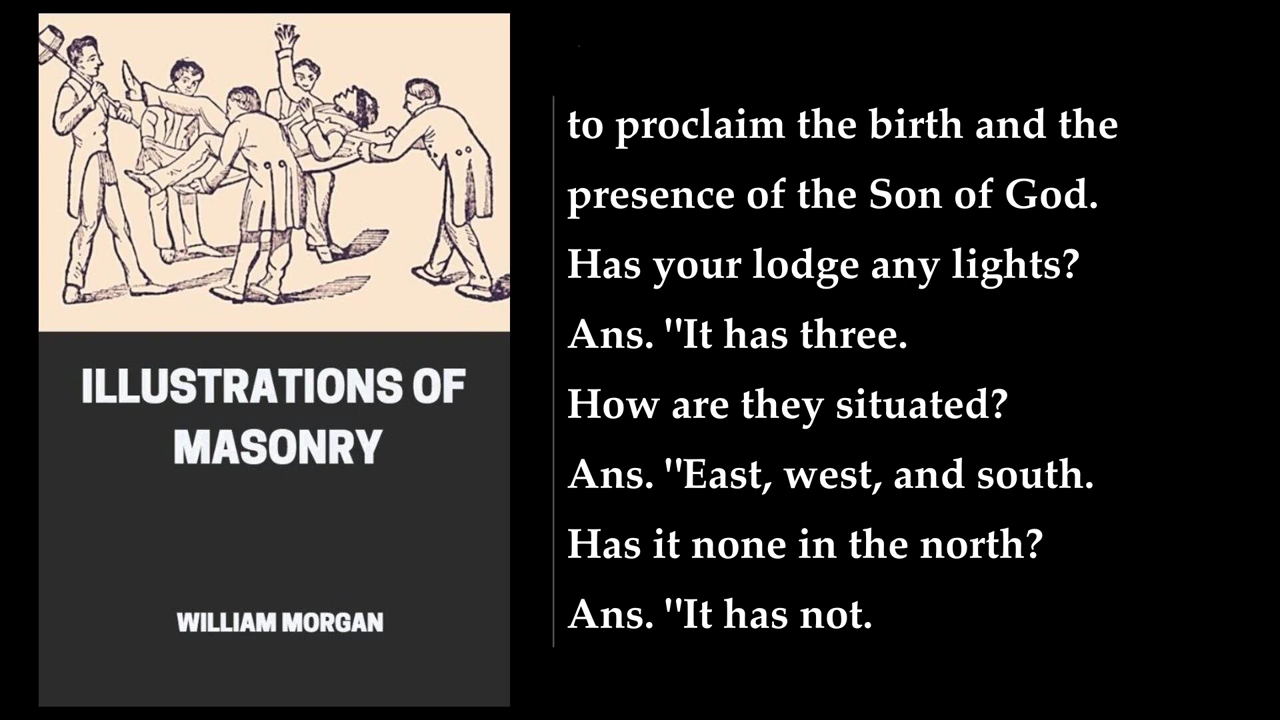 ILLUSTRATIONS OF
MASONRY
WILLIAM MORGAN
to proclaim the birth and the
presence of the Son of God.
Has your lodge any lights?
Ans. "It has three.
How are they situated?
Ans. "East, west, and south.
Has it none in the north?
Ans. "It has not.